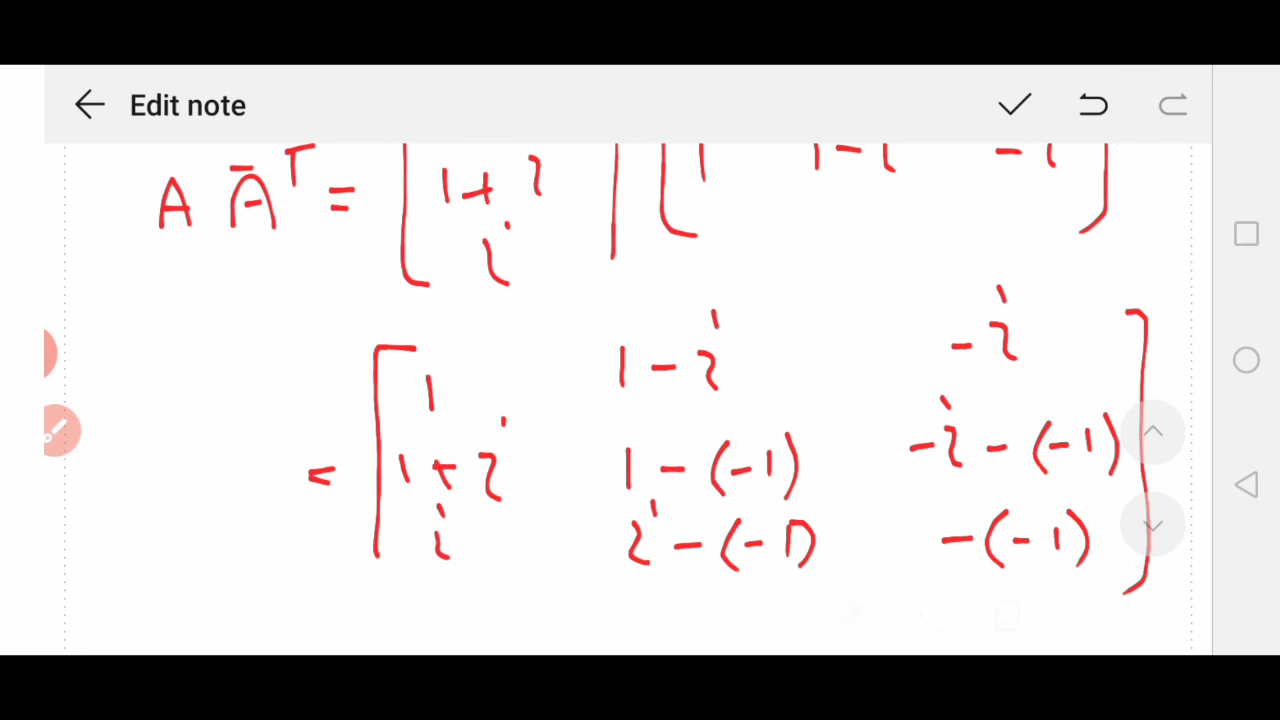 Edit note
1 1 - i - i
A Ā^T = [ 1 + i
i ]
[ 1 1 - i - i
= 1 + i 1 - (-1) - i - (-1)
i i - (-1) - (-1) ]